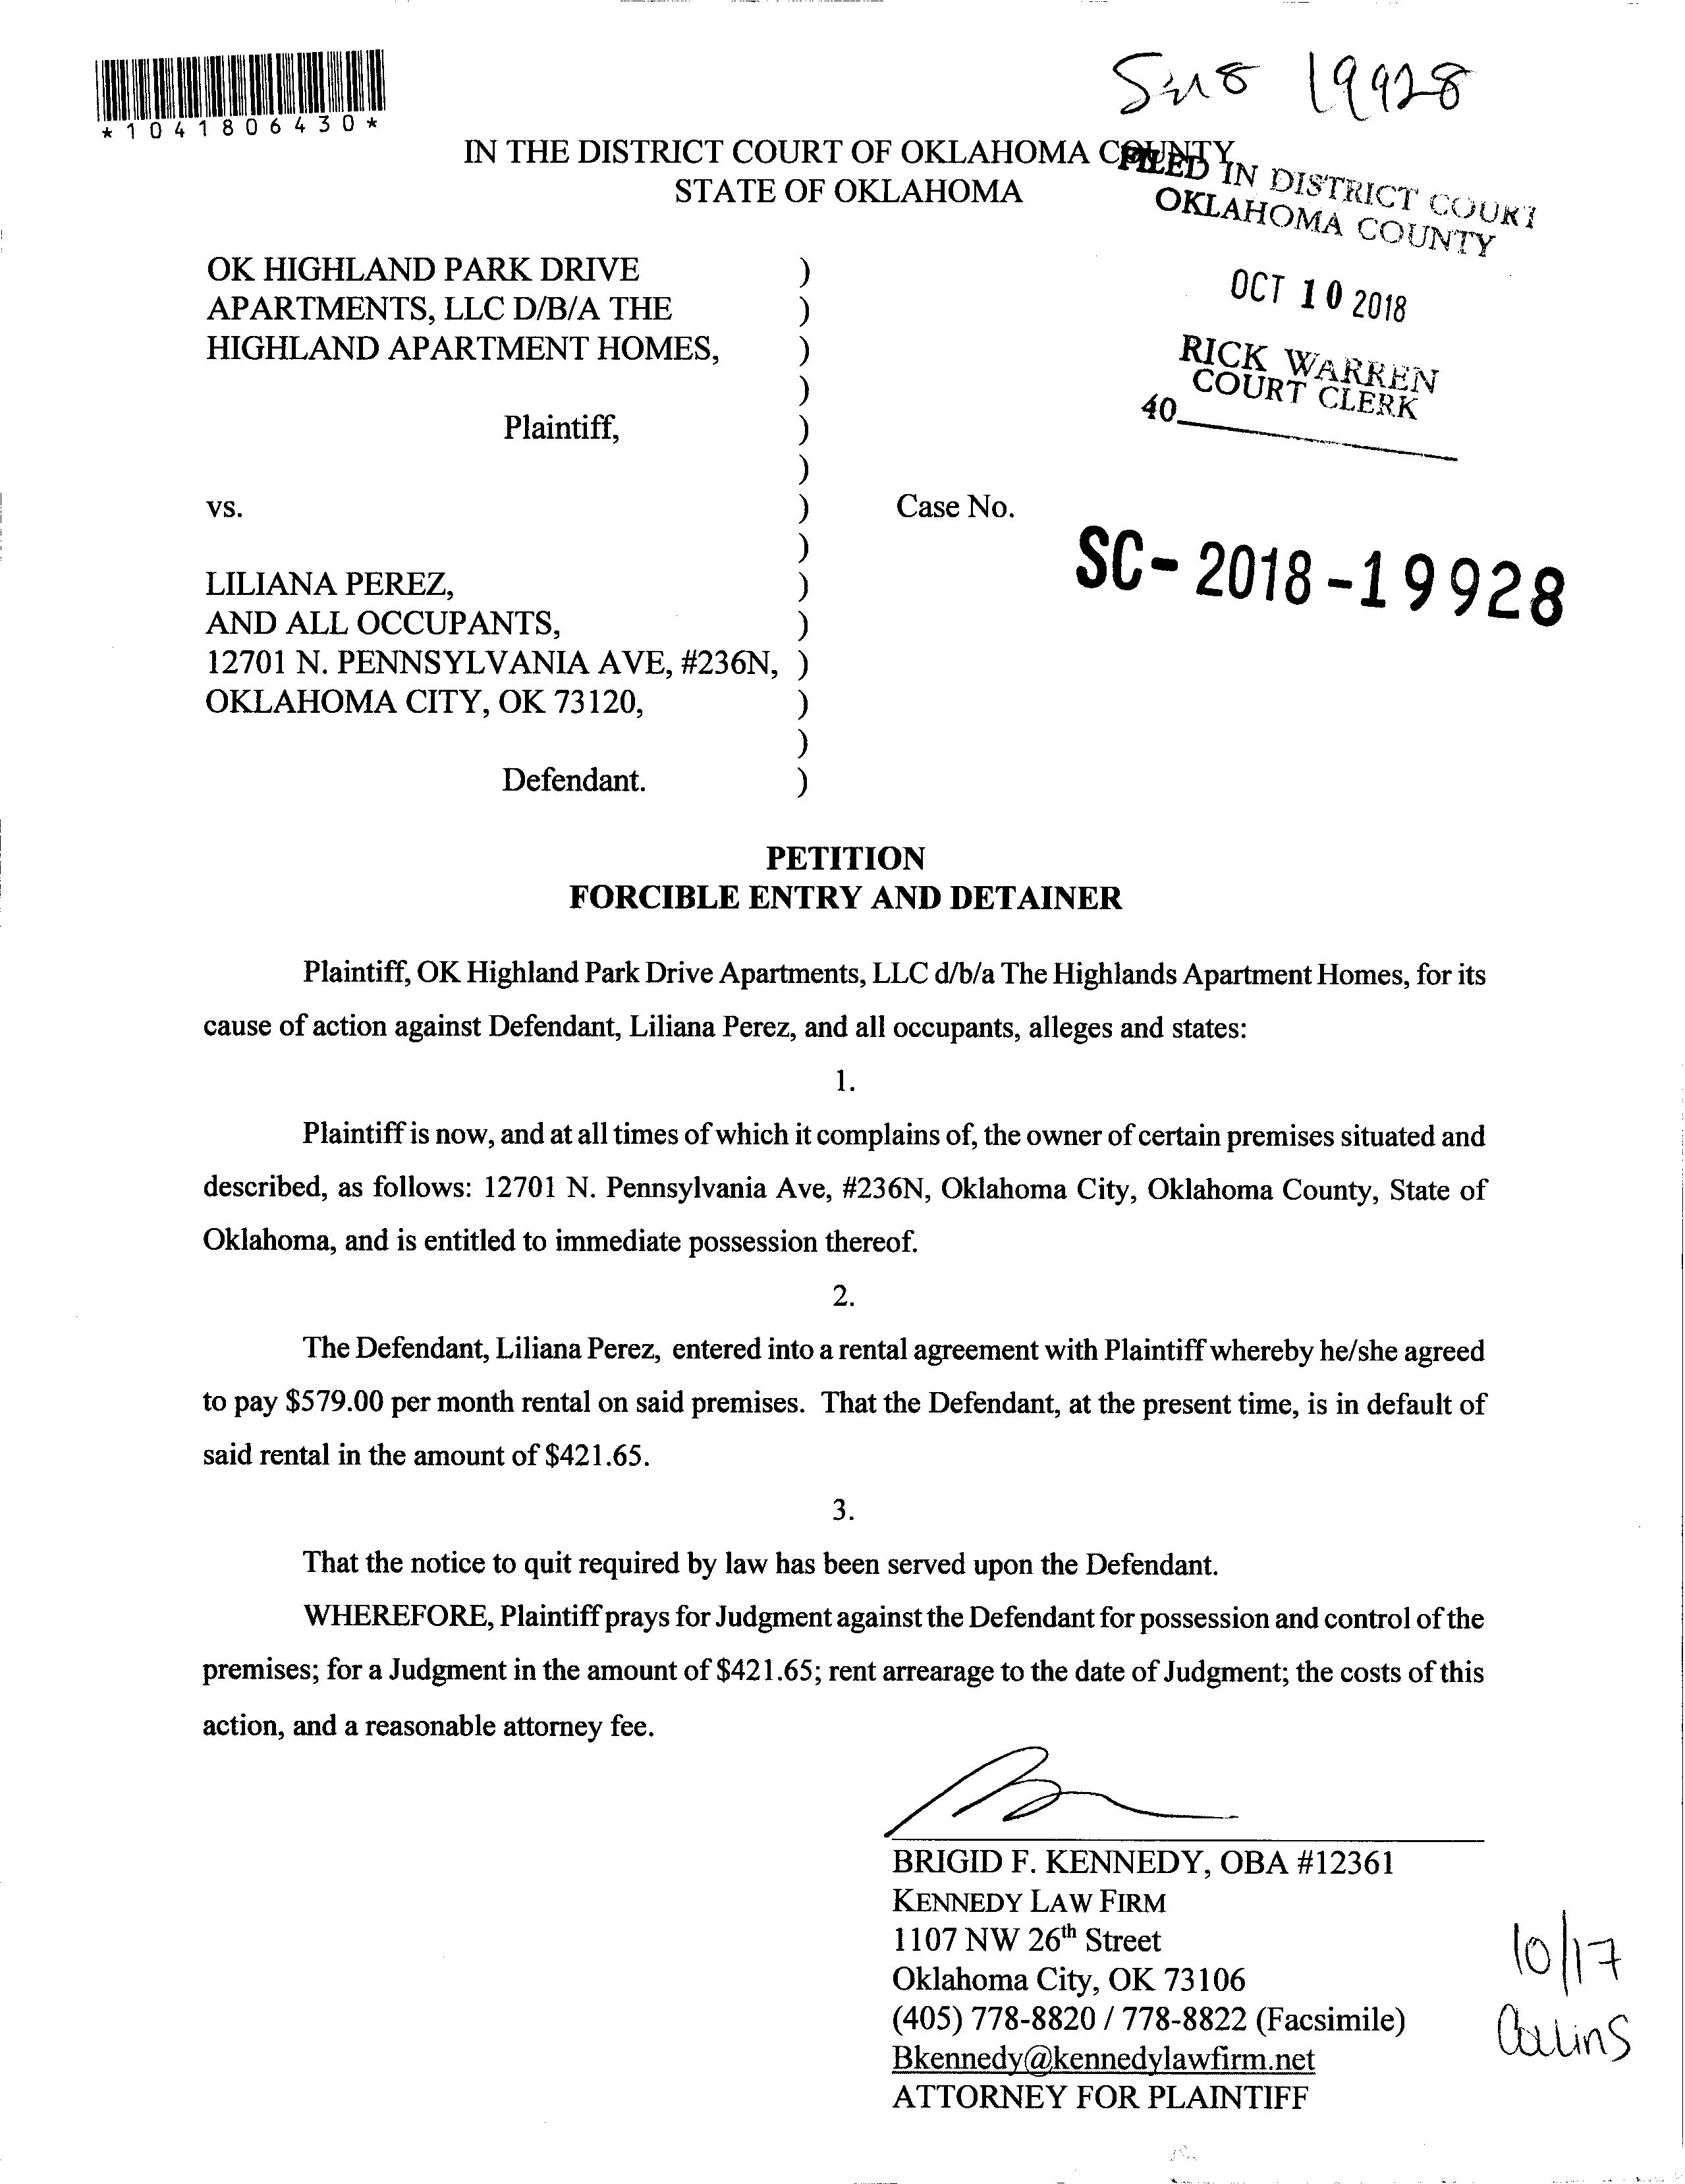 *1041806430*
19928
IN THE DISTRICT COURT OF OKLAHOMA COUNTY
STATE OF OKLAHOMA
FILED IN DISTRICT COURT
OKLAHOMA COUNTY
OCT 10 2018
RICK WARREN
COURT CLERK
40
OK HIGHLAND PARK DRIVE )
APARTMENTS, LLC D/B/A THE )
HIGHLAND APARTMENT HOMES, )
)
Plaintiff, )
)
vs. ) Case No.
)
SC-2018-19928
LILIANA PEREZ, )
AND ALL OCCUPANTS, )
12701 N. PENNSYLVANIA AVE, #236N, )
OKLAHOMA CITY, OK 73120, )
)
Defendant. )
PETITION
FORCIBLE ENTRY AND DETAINER
Plaintiff, OK Highland Park Drive Apartments, LLC d/b/a The Highlands Apartment Homes, for its
cause of action against Defendant, Liliana Perez, and all occupants, alleges and states:
1.
Plaintiff is now, and at all times of which it complains of, the owner of certain premises situated and
described, as follows: 12701 N. Pennsylvania Ave, #236N, Oklahoma City, Oklahoma County, State of
Oklahoma, and is entitled to immediate possession thereof.
2.
The Defendant, Liliana Perez, entered into a rental agreement with Plaintiff whereby he/she agreed
to pay $579.00 per month rental on said premises. That the Defendant, at the present time, is in default of
said rental in the amount of $421.65.
3.
That the notice to quit required by law has been served upon the Defendant.
WHEREFORE, Plaintiff prays for Judgment against the Defendant for possession and control of the
premises; for a Judgment in the amount of $421.65; rent arrearage to the date of Judgment; the costs of this
action, and a reasonable attorney fee.
BRIGID F. KENNEDY, OBA #12361
KENNEDY LAW FIRM
1107 NW 26th Street
Oklahoma City, OK 73106
(405) 778-8820 / 778-8822 (Facsimile)
Bkennedy@kennedylawfirm.net
ATTORNEY FOR PLAINTIFF
10/17
Collins